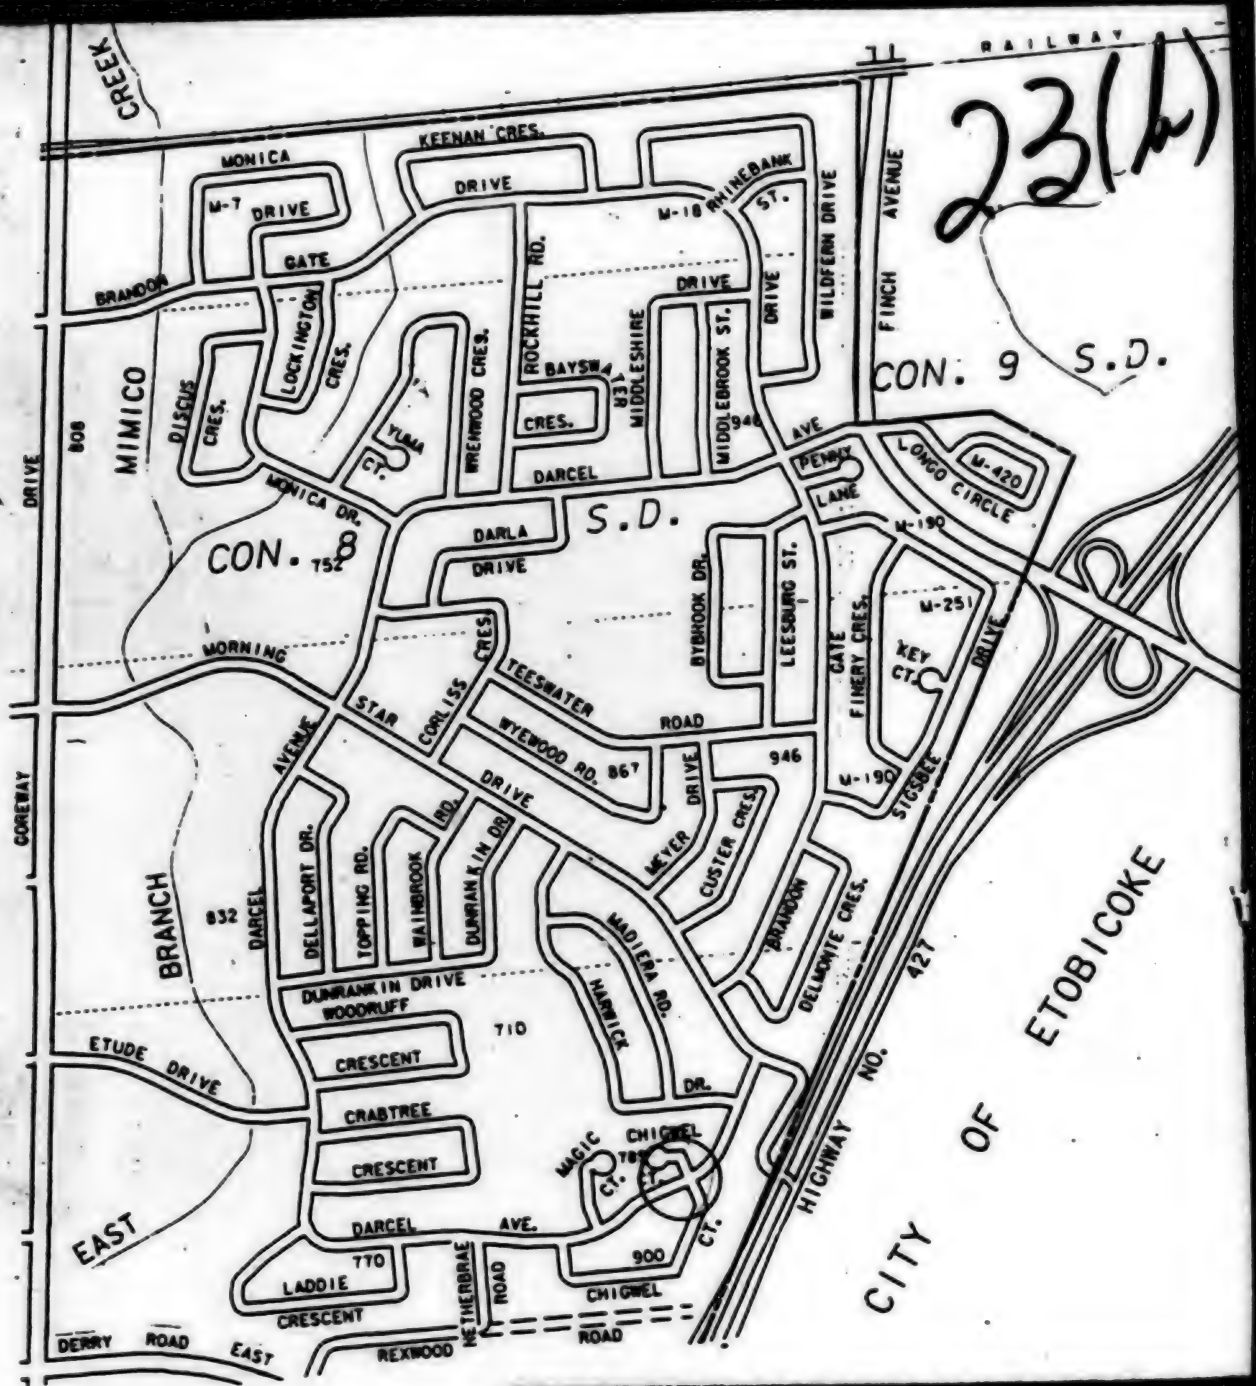 RAILWAY
23(h)
CREEK
KEENAN CRES.
MONICA
DRIVE
M-7
DRIVE
GATE
BRANDON
M-18
RHINEBANK
ST.
WILDFERN DRIVE
FINCH AVENUE
ROCKHILL RD.
DRIVE
DRIVE
LOCKINGTON
CRES.
DISCUS
CRES.
MIMICO
808
DRIVE
YUMA
CT.
WRENWOOD CRES.
BAYSWATER
CRES.
MIDDLESHIRE
MIDDLEBROOK ST.
946
CON. 9 S.D.
AVE
PENNY
LANE
LONGO CIRCLE
M-420
DARCEL
MONICA DR.
S.D.
CON.
752
8
DARLA
DRIVE
M-190
BYBROOK DR.
LEESBURG ST.
GATE
FINERY CRES.
M-251
KEY
CT.
DRIVE
MORNING
STAR
DRIVE
CORLISS
CRES.
TEESWATER
ROAD
WYEWOOD RD.
867
946
M-190
SIGSBEE
AVENUE
GOREWAY
DELLAPORT DR.
TOPPING RD.
WAINBROOK
RD.
DUNRANKIN DR.
MEYER
DRIVE
CUSTER CRES.
BRANDON
DELMONTE CRES.
832
DARCEL
BRANCH
MADIERA RD.
HARWICK
DR.
427
NO.
HIGHWAY
CITY OF ETOBICOKE
DUNRANKIN DRIVE
WOODRUFF
CRESCENT
710
ETUDE DRIVE
CRABTREE
CRESCENT
MAGIC
CT.
CHIGWEL
CT.
EAST
DARCEL AVE.
770
900
LADDIE
CRESCENT
NETHERBRAE
ROAD
CHIGWEL
DERRY ROAD EAST
REXWOOD
ROAD